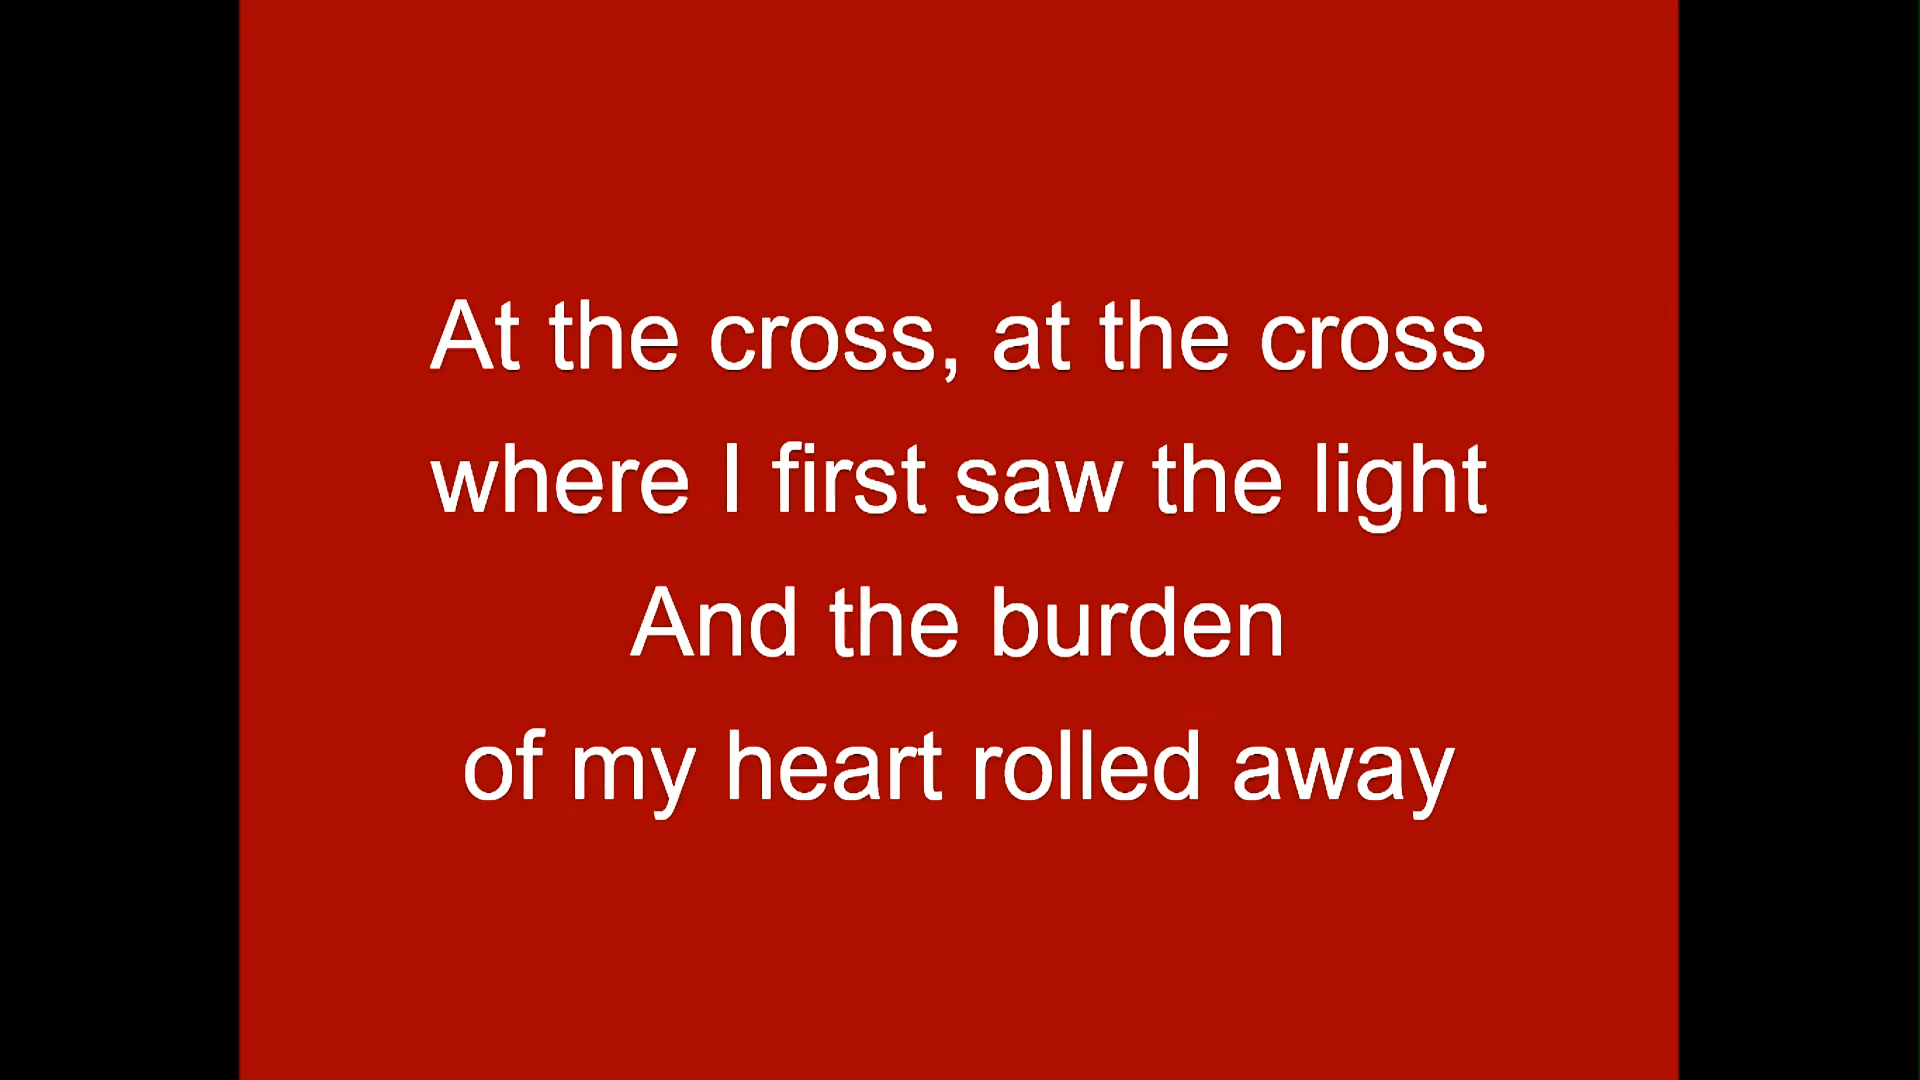 At the cross, at the cross
where I first saw the light
And the burden
of my heart rolled away